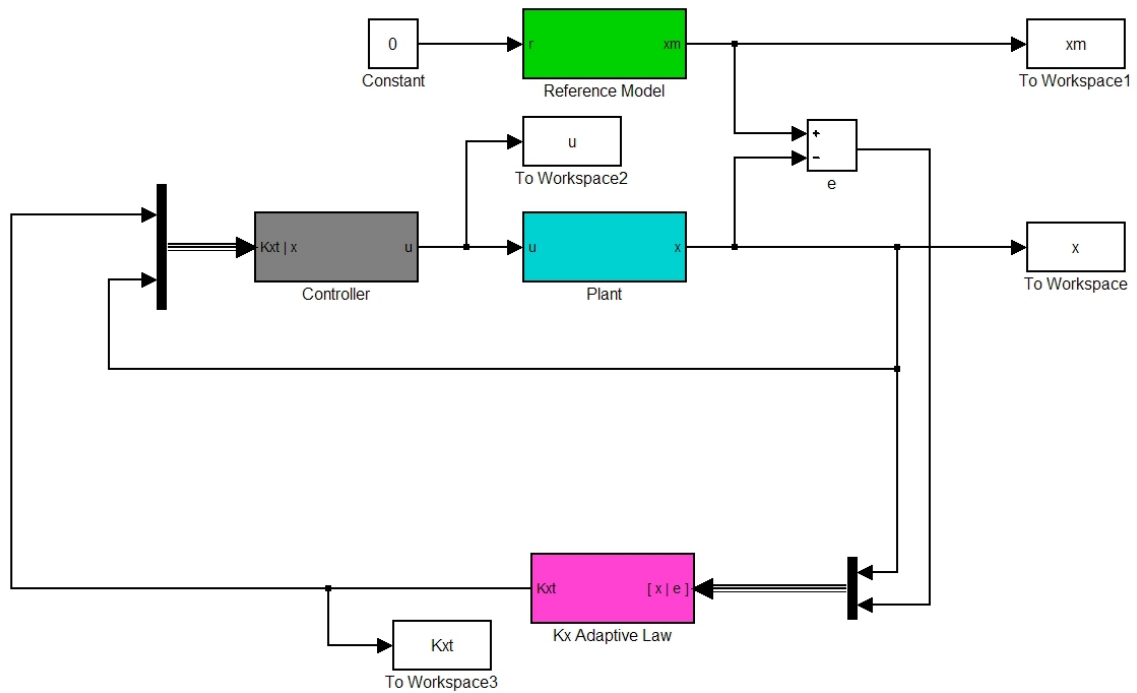 0
Constant
r
xm
Reference Model
xm
To Workspace1
u
To Workspace2
+
-
e
Kxt | x
u
Controller
u
x
Plant
x
To Workspace
Kxt
[ x | e ]
Kx Adaptive Law
Kxt
To Workspace3